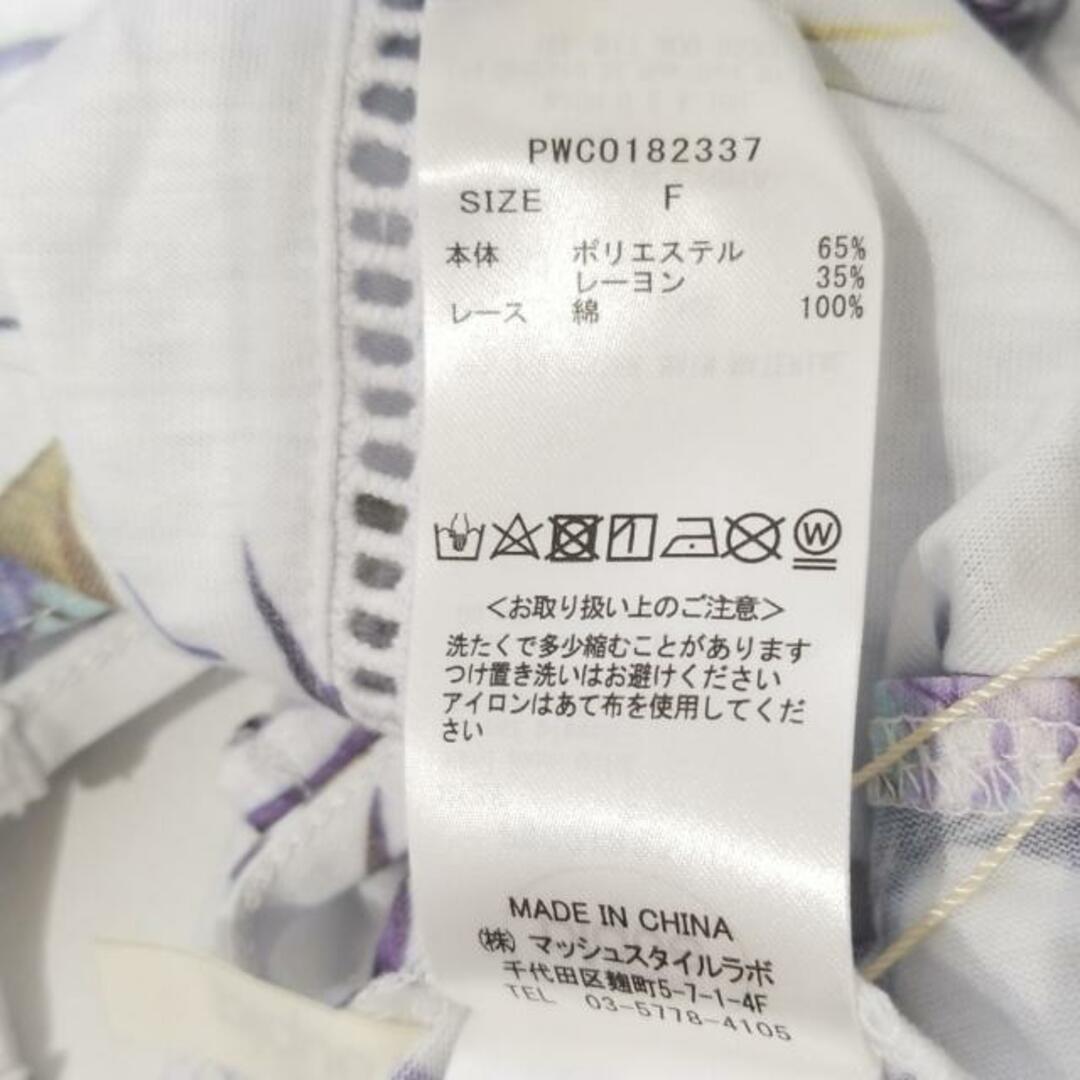 PWC0182337
SIZE F
本体 ポリエステル 65%
レーヨン 35%
レース 綿 100%
W
<お取り扱い上のご注意>
洗たくで多少縮むことがあります
つけ置き洗いはお避けください
アイロンはあて布を使用してくだ
さい
MADE IN CHINA
(株) マッシュスタイルラボ
千代田区麹町5-7-1-4F
TEL 03-5778-4105